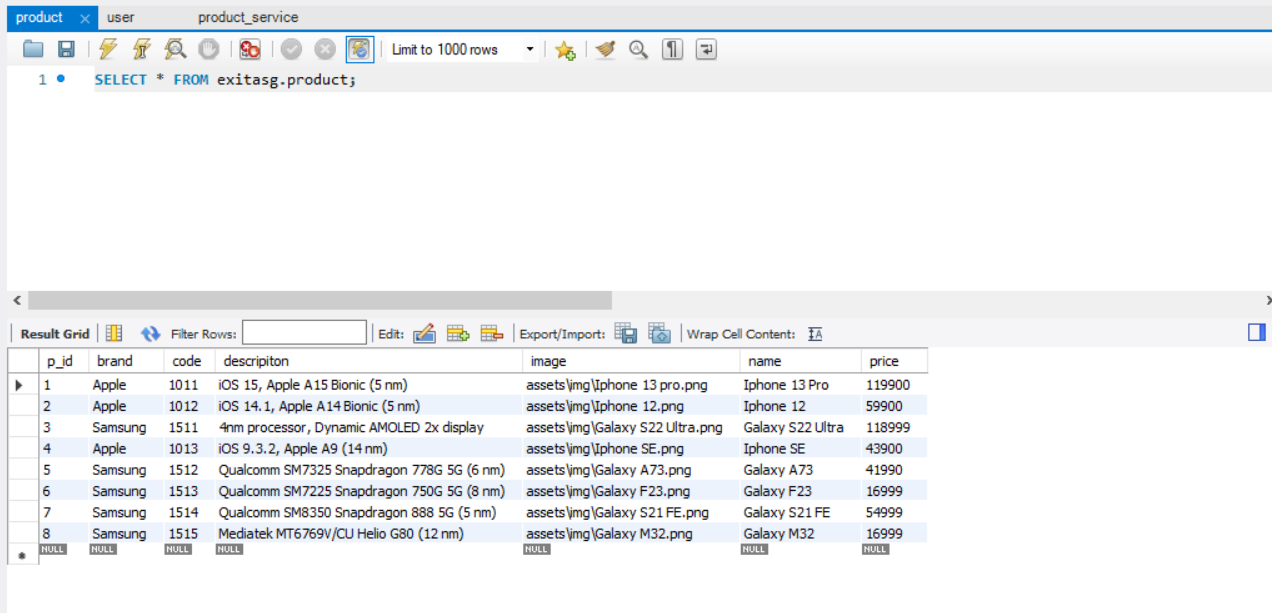 product × user product_service
Limit to 1000 rows
1 SELECT * FROM exitasg.product;
Result Grid Filter Rows: Edit: Export/Import: Wrap Cell Content:
p_id brand code descripiton image name price
1 Apple 1011 iOS 15, Apple A15 Bionic (5 nm) assets\img\Iphone 13 pro.png Iphone 13 Pro 119900
2 Apple 1012 iOS 14.1, Apple A14 Bionic (5 nm) assets\img\Iphone 12.png Iphone 12 59900
3 Samsung 1511 4nm processor, Dynamic AMOLED 2x display assets\img\Galaxy S22 Ultra.png Galaxy S22 Ultra 118999
4 Apple 1013 iOS 9.3.2, Apple A9 (14 nm) assets\img\Iphone SE.png Iphone SE 43900
5 Samsung 1512 Qualcomm SM7325 Snapdragon 778G 5G (6 nm) assets\img\Galaxy A73.png Galaxy A73 41990
6 Samsung 1513 Qualcomm SM7225 Snapdragon 750G 5G (8 nm) assets\img\Galaxy F23.png Galaxy F23 16999
7 Samsung 1514 Qualcomm SM8350 Snapdragon 888 5G (5 nm) assets\img\Galaxy S21 FE.png Galaxy S21 FE 54999
8 Samsung 1515 Mediatek MT6769V/CU Helio G80 (12 nm) assets\img\Galaxy M32.png Galaxy M32 16999
NULL NULL NULL NULL NULL NULL NULL